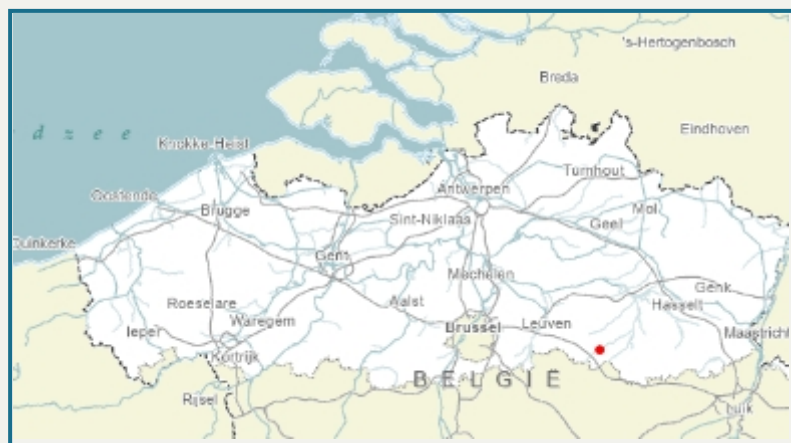 's-Hertogenbosch
Breda
Eindhoven
d z e e
Knokke-Heist
Turnhout
Antwerpen
Oostende
Mol
Brugge
Sint-Niklaas
Geel
Duinkerke
Gent
Mechelen
Genk
Roeselare
Aalst
Hasselt
Waregem
Brussel
Leuven
Ieper
Maastricht
Kortrijk
BELGIË
Rijsel
Luik